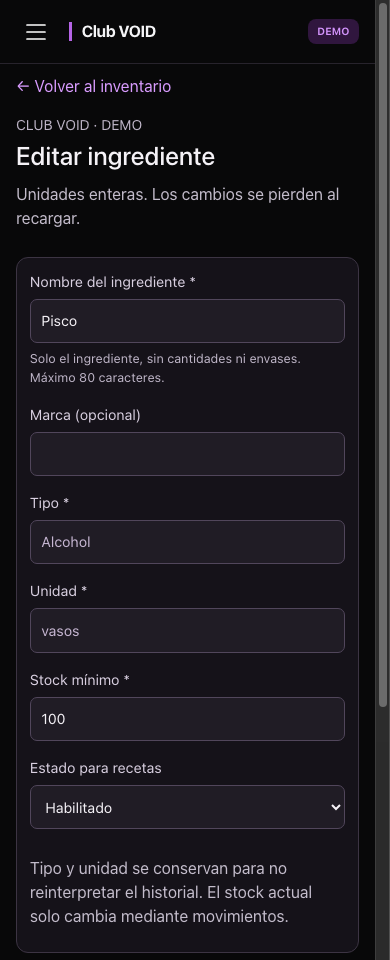 Club VOID
DEMO
← Volver al inventario
CLUB VOID · DEMO
Editar ingrediente
Unidades enteras. Los cambios se pierden al
recargar.
Nombre del ingrediente *
Pisco
Solo el ingrediente, sin cantidades ni envases.
Máximo 80 caracteres.
Marca (opcional)
Tipo *
Alcohol
Unidad *
vasos
Stock mínimo *
100
Estado para recetas
Habilitado
Tipo y unidad se conservan para no
reinterpretar el historial. El stock actual
solo cambia mediante movimientos.